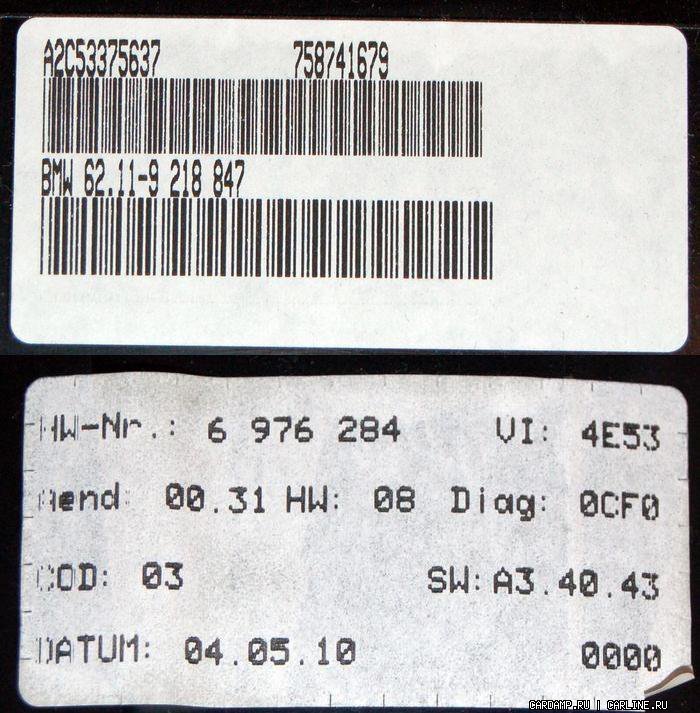 A2C53375637 758741679
BMW 62.11-9 218 847
HW-Nr.: 6 976 284 VI: 4E53
Aend: 00.31 HW: 08 Diag: 0CF0
COD: 03 SW: A3.40.43
DATUM: 04.05.10 0000
CARDAMP.RU | CARLINE.RU